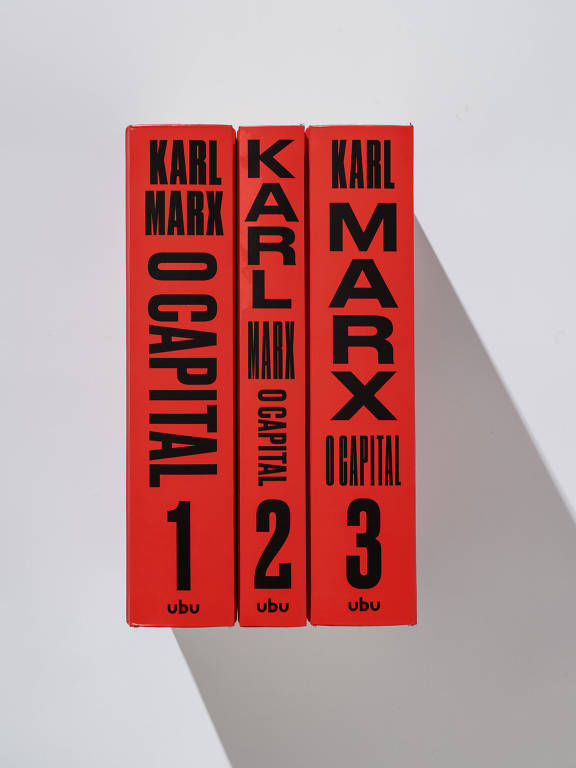 KARL
MARX
O CAPITAL
1
ubu
KARL
MARX
O CAPITAL
2
ubu
KARL
MARX
O CAPITAL
3
ubu